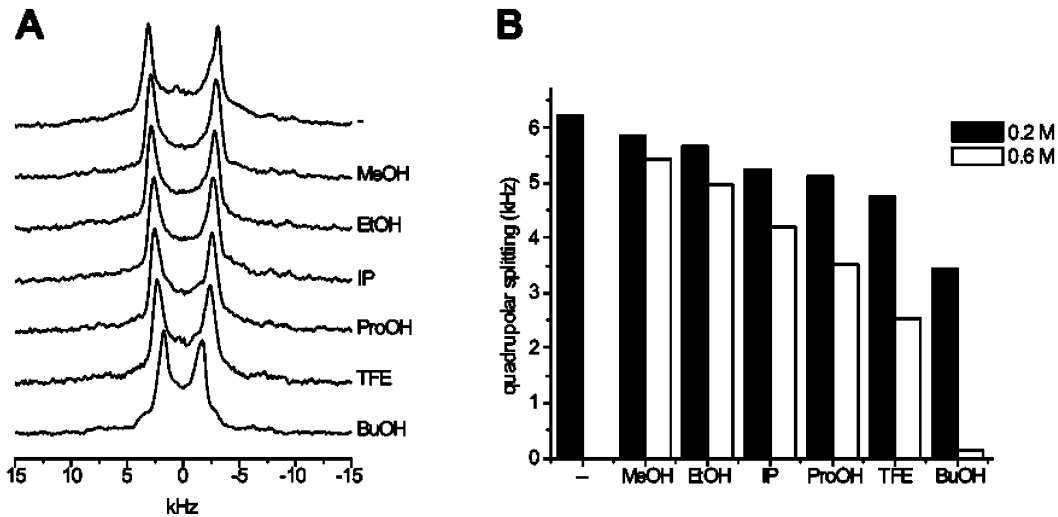 A
-
MeOH
EtOH
IP
ProOH
TFE
BuOH
15 10 5 0 -5 -10 -15
kHz
B
quadrupolar splitting (kHz)
6
5
4
3
2
1
0
0.2 M
0.6 M
– MeOH EtOH IP ProOH TFE BuOH